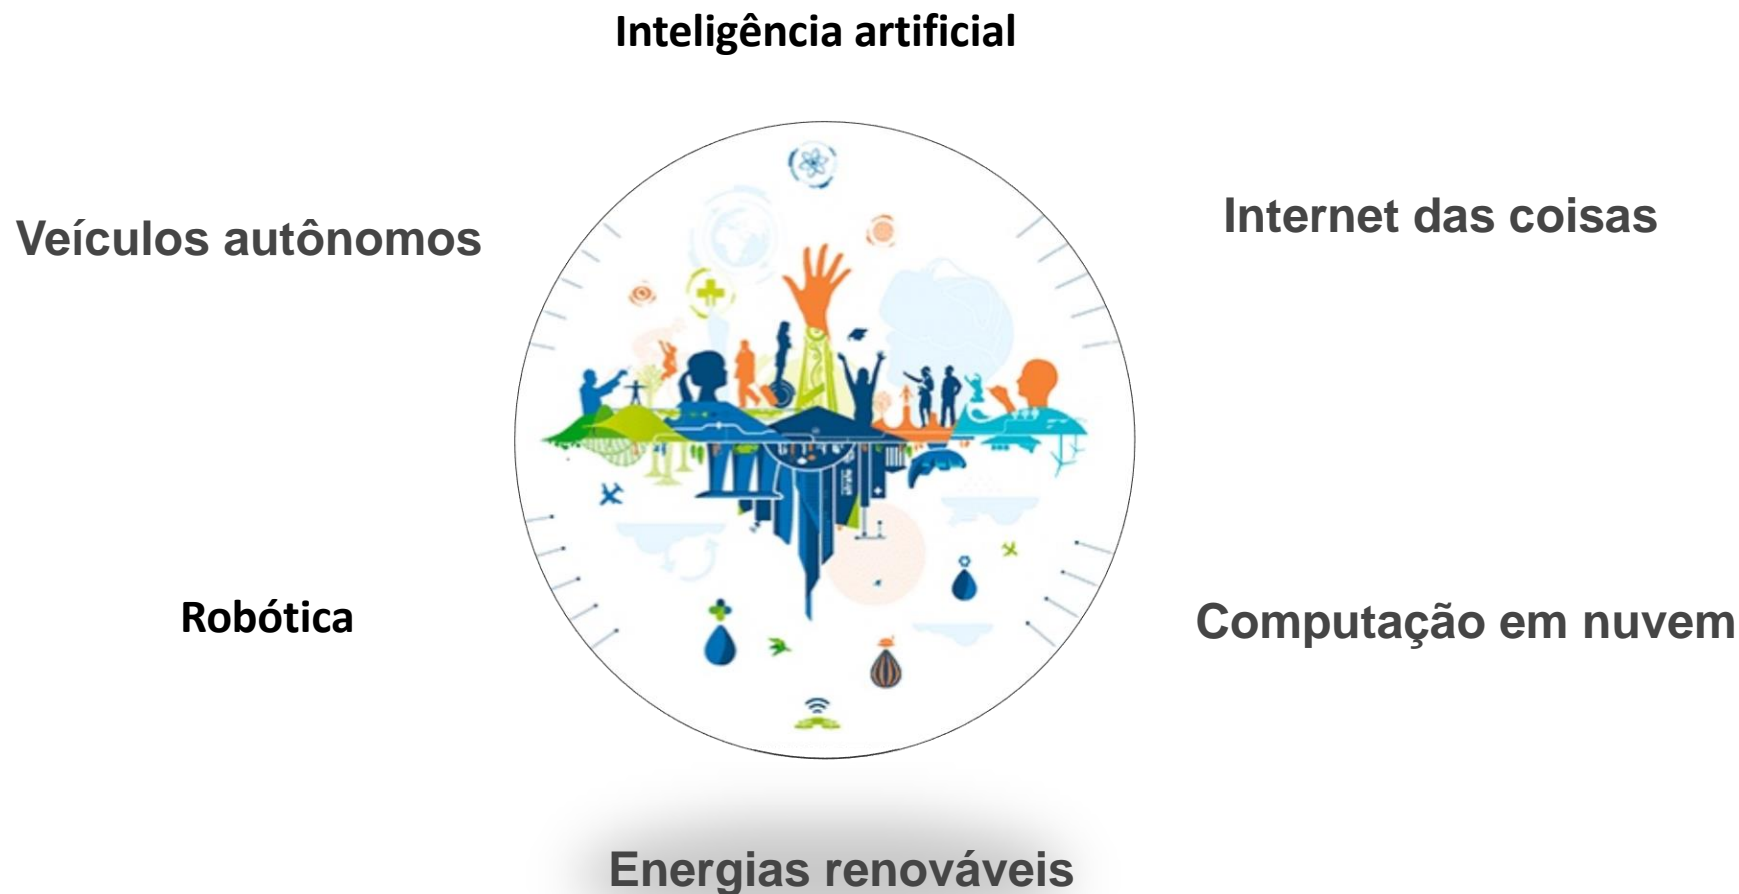 Inteligência artificial
Veículos autônomos
Internet das coisas
Robótica
Computação em nuvem
Energias renováveis